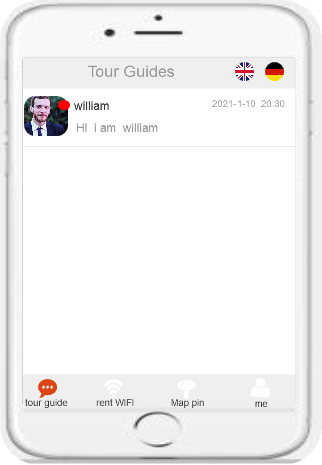 Tour Guides
william 2021-1-10 20.30
HI i am william
tour guide rent WIFI Map pin me